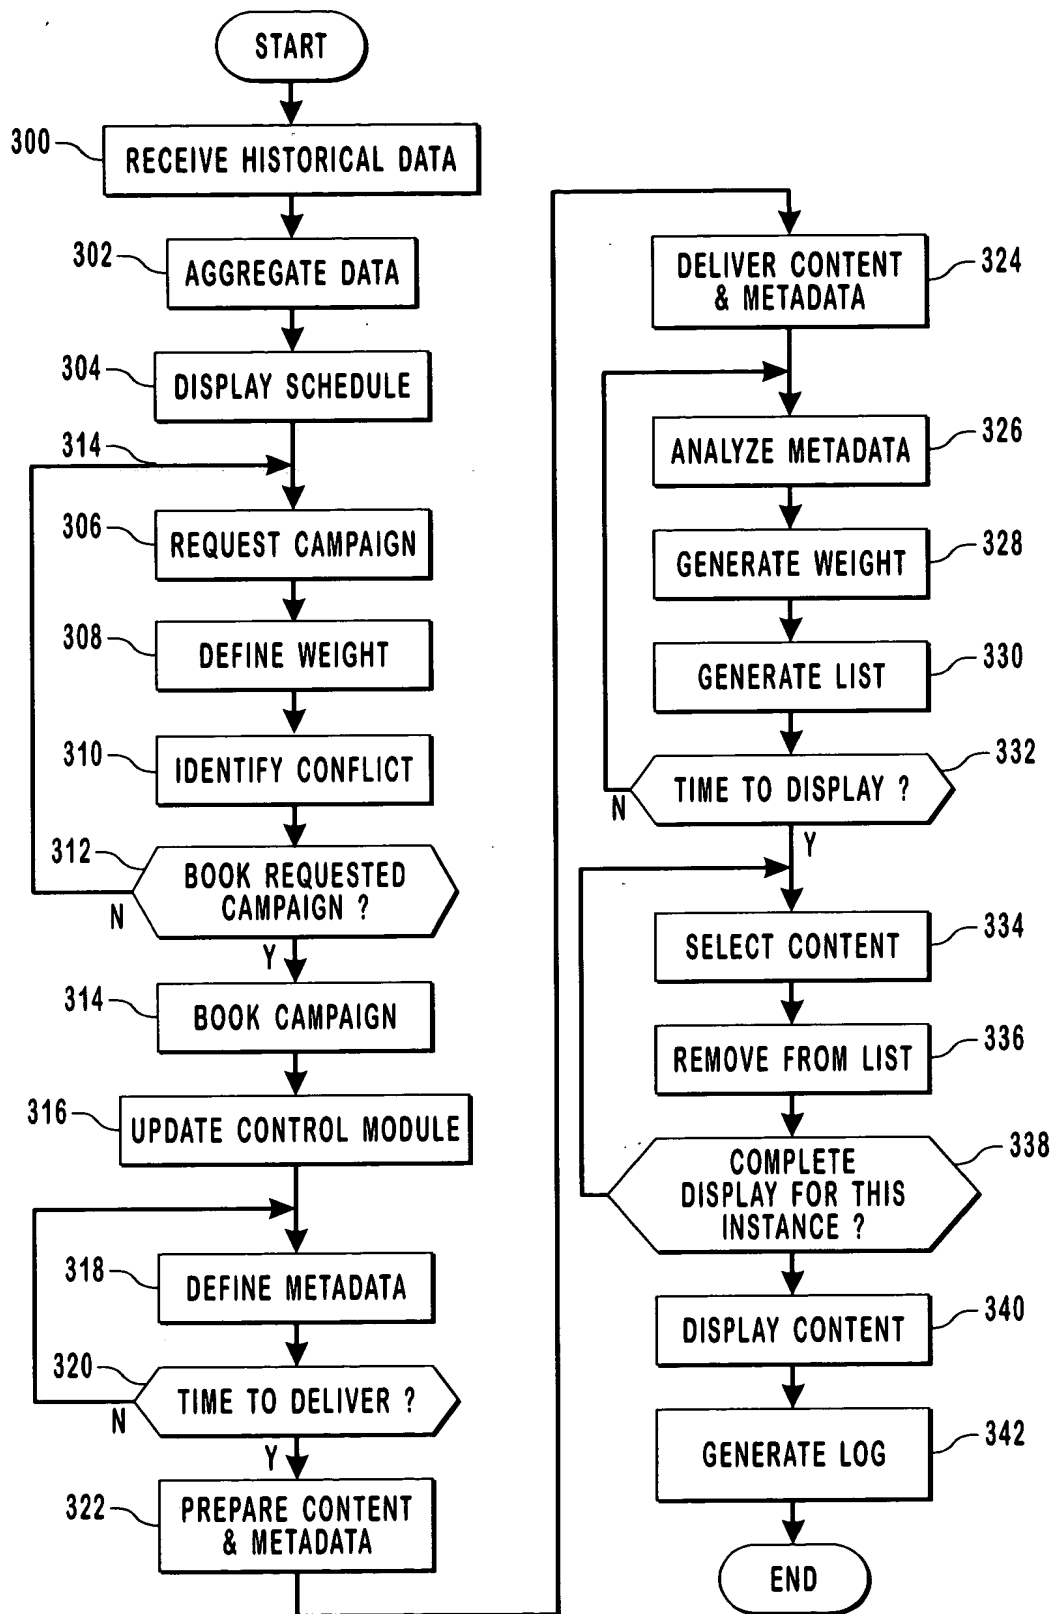 START
300
RECEIVE HISTORICAL DATA
302
AGGREGATE DATA
304
DISPLAY SCHEDULE
314
306
REQUEST CAMPAIGN
308
DEFINE WEIGHT
310
IDENTIFY CONFLICT
312
BOOK REQUESTED
CAMPAIGN ?
N
Y
314
BOOK CAMPAIGN
316
UPDATE CONTROL MODULE
318
DEFINE METADATA
320
TIME TO DELIVER ?
N
Y
322
PREPARE CONTENT
& METADATA
DELIVER CONTENT
& METADATA
324
ANALYZE METADATA
326
GENERATE WEIGHT
328
GENERATE LIST
330
TIME TO DISPLAY ?
332
N
Y
SELECT CONTENT
334
REMOVE FROM LIST
336
COMPLETE
DISPLAY FOR THIS
INSTANCE ?
338
DISPLAY CONTENT
340
GENERATE LOG
342
END